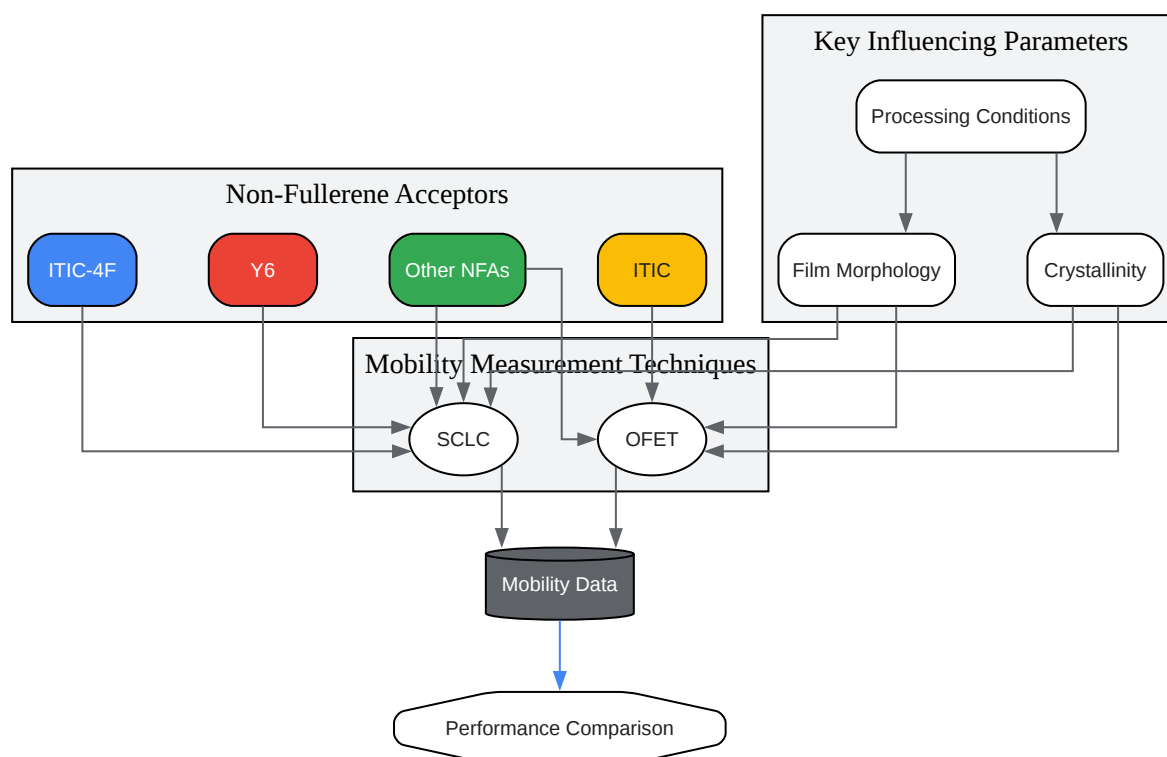 Key Influencing Parameters
Processing Conditions
Non-Fullerene Acceptors
ITIC-4F
Y6
Other NFAs
ITIC
Film Morphology
Crystallinity
Mobility Measurement Techniques
SCLC
OFET
Mobility Data
Performance Comparison